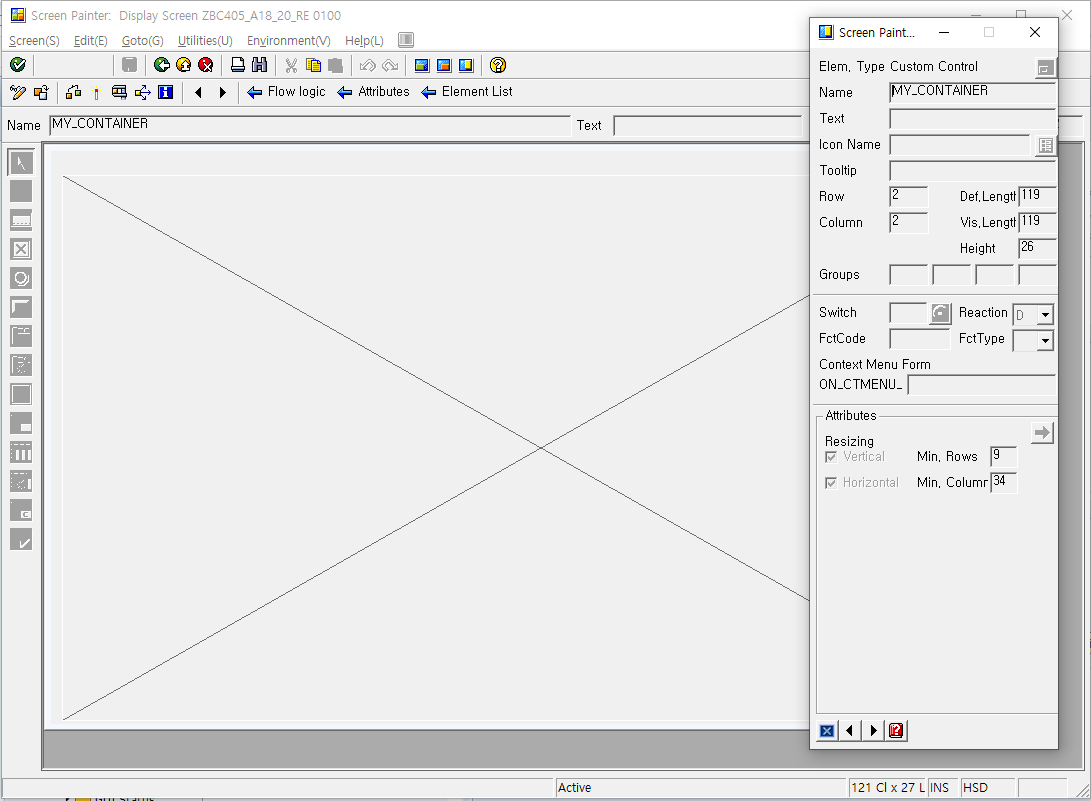 Screen Painter: Display Screen ZBC405_A18_20_RE 0100
Screen(S) Edit(E) Goto(G) Utilities(U) Environment(V) Help(L)
Flow logic Attributes Element List
Name MY_CONTAINER Text
Screen Paint...
Elem. Type Custom Control
Name MY_CONTAINER
Text
Icon Name
Tooltip
Row 2 Def.Length 119
Column 2 Vis.Length 119
Height 26
Groups
Switch Reaction D
FctCode FctType
Context Menu Form
ON_CTMENU_
Attributes
Resizing
Vertical Min. Rows 9
Horizontal Min. Columr 34
Active 121 Cl x 27 L INS HSD